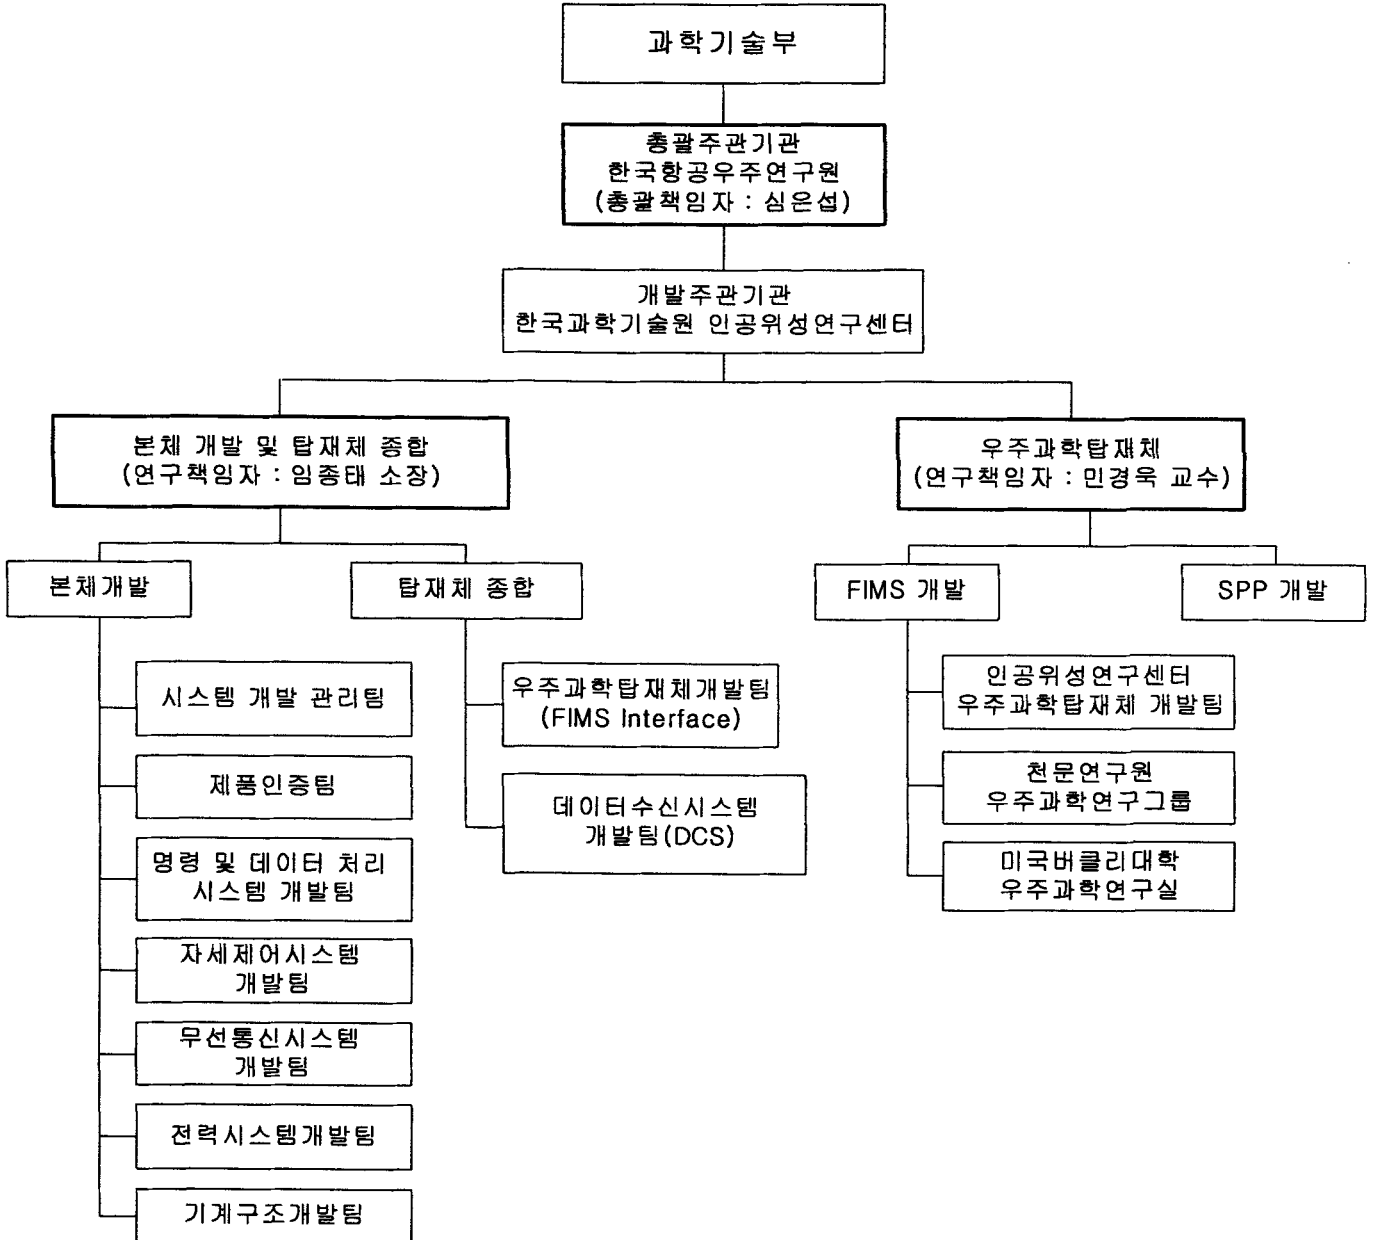 과학기술부
총괄주관기관
한국항공우주연구원
(총괄책임자 : 심은섭)
개발주관기관
한국과학기술원 인공위성연구센터
본체 개발 및 탑재체 종합
(연구책임자 : 임종태 소장)
우주과학탑재체
(연구책임자 : 민경욱 교수)
본체개발
탑재체 종합
FIMS 개발
SPP 개발
시스템 개발 관리팀
제품인증팀
명령 및 데이터 처리
시스템 개발팀
자세제어시스템
개발팀
무선통신시스템
개발팀
전력시스템개발팀
기계구조개발팀
우주과학탑재체개발팀
(FIMS Interface)
데이터수신시스템
개발팀(DCS)
인공위성연구센터
우주과학탑재체 개발팀
천문연구원
우주과학연구그룹
미국버클리대학
우주과학연구실